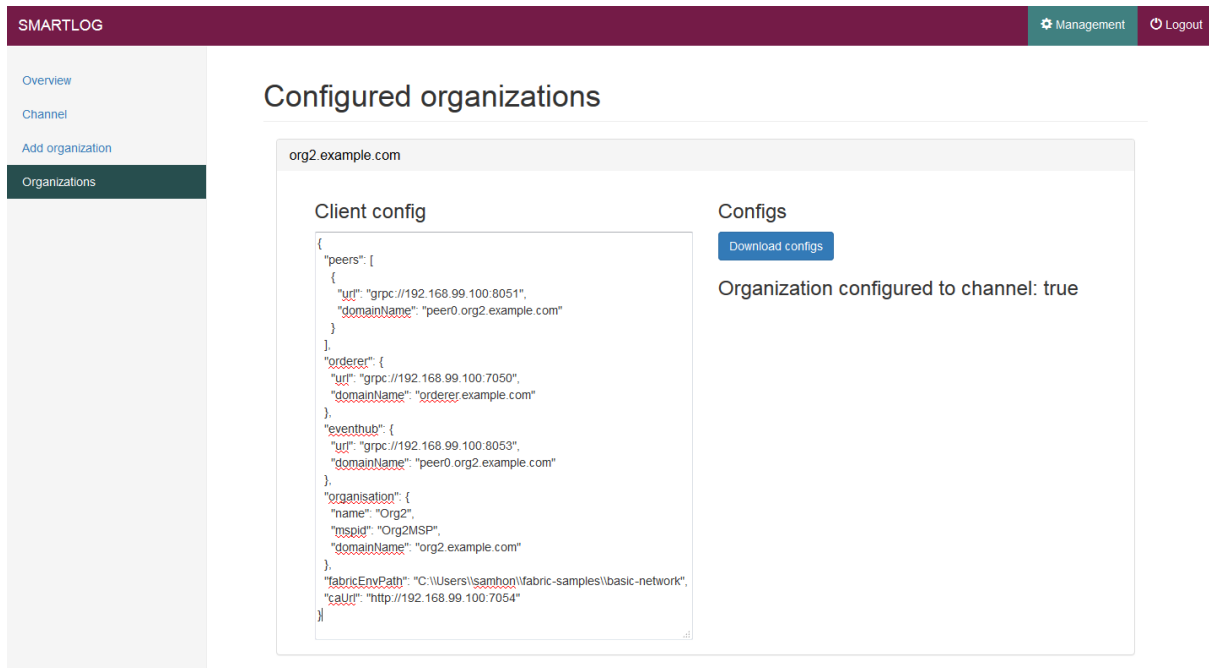 SMARTLOG
Management
Logout
Overview
Channel
Add organization
Organizations
Configured organizations
org2.example.com
Client config
{
"peers": [
{
"url": "grpc://192.168.99.100:8051",
"domainName": "peer0.org2.example.com"
}
],
"orderer": {
"url": "grpc://192.168.99.100:7050",
"domainName": "orderer.example.com"
},
"eventhub": {
"url": "grpc://192.168.99.100:8053",
"domainName": "peer0.org2.example.com"
},
"organisation": {
"name": "Org2",
"mspid": "Org2MSP",
"domainName": "org2.example.com"
},
"fabricEnvPath": "C:\\Users\\samhon\\fabric-samples\\basic-network",
"caUrl": "http://192.168.99.100:7054"
}
Configs
Download configs
Organization configured to channel: true